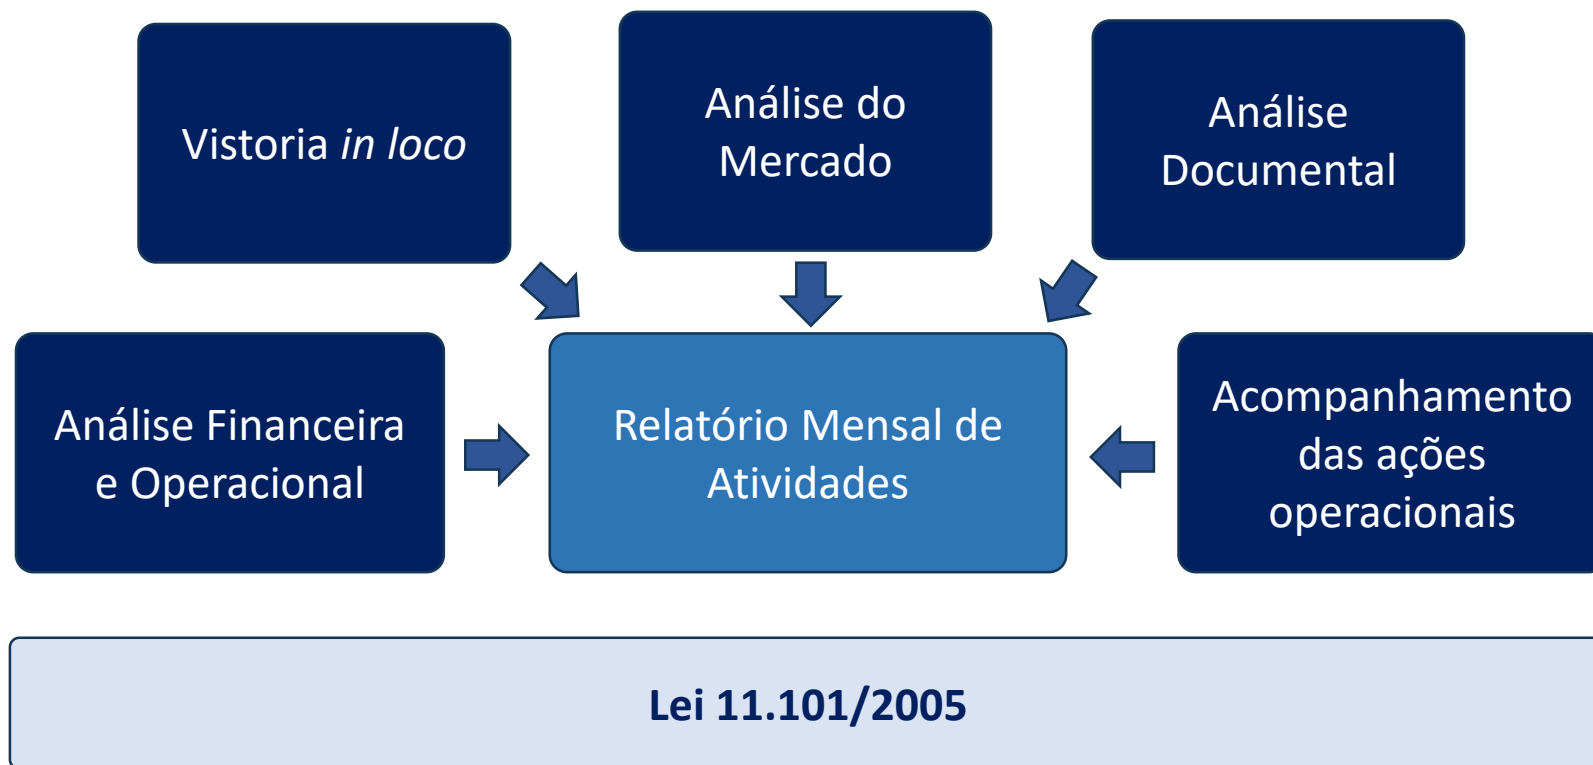 Vistoria in loco
Análise do
Mercado
Análise
Documental
Análise Financeira
e Operacional
Relatório Mensal de
Atividades
Acompanhamento
das ações
operacionais
Lei 11.101/2005